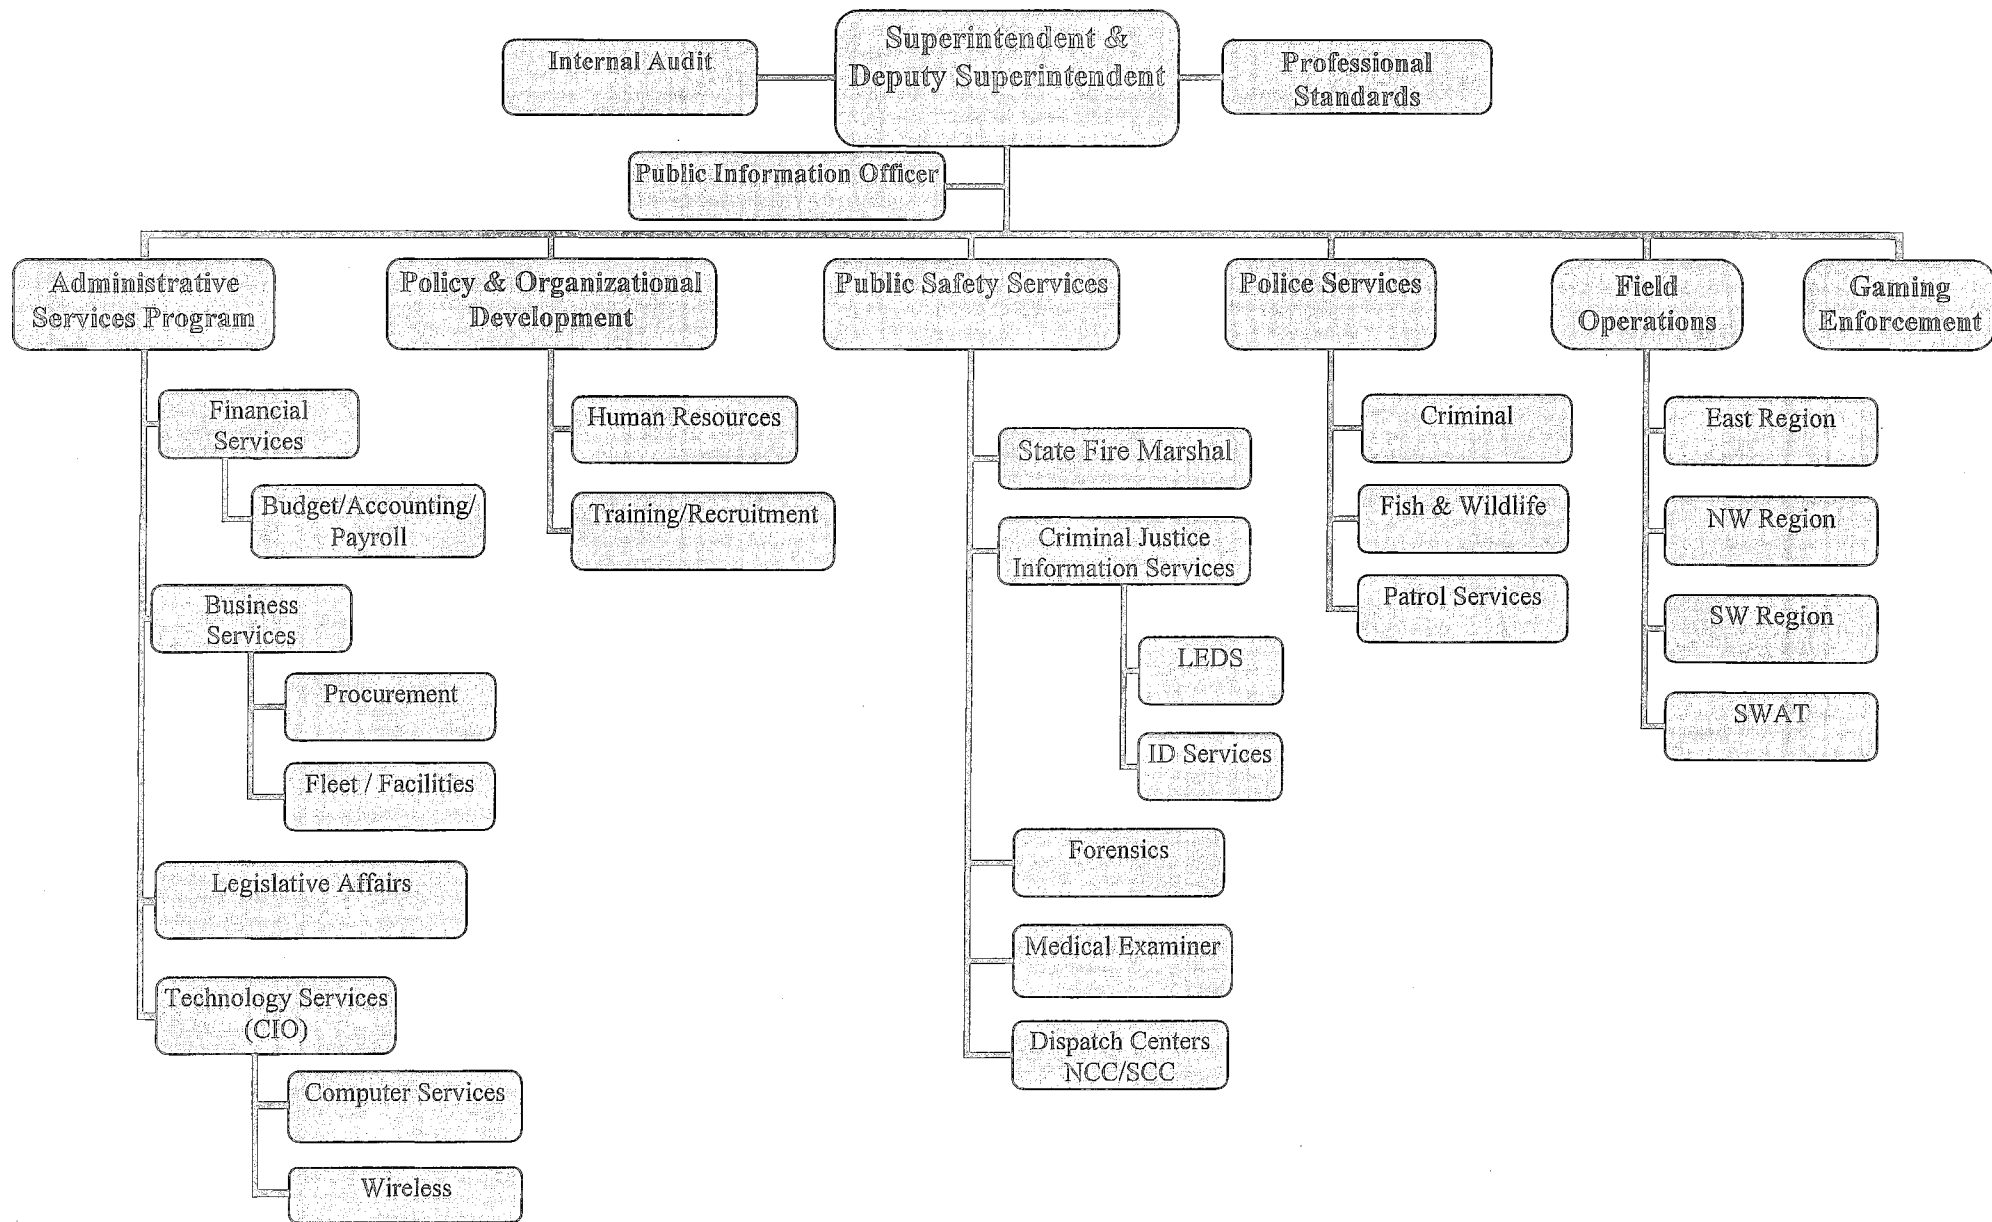 Superintendent &
Deputy Superintendent
Internal Audit
Professional
Standards
Public Information Officer
Administrative
Services Program
Policy & Organizational
Development
Public Safety Services
Police Services
Field
Operations
Gaming
Enforcement
Financial
Services
Budget/Accounting/
Payroll
Business
Services
Procurement
Fleet / Facilities
Legislative Affairs
Technology Services
(CIO)
Computer Services
Wireless
Human Resources
Training/Recruitment
State Fire Marshal
Criminal Justice
Information Services
LEDS
ID Services
Forensics
Medical Examiner
Dispatch Centers
NCC/SCC
Criminal
Fish & Wildlife
Patrol Services
East Region
NW Region
SW Region
SWAT